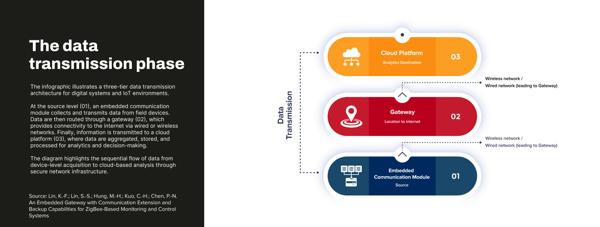 The data
transmission phase
The infographic illustrates a three-tier data transmission
architecture for digital systems and IoT environments.
At the source level (01), an embedded communication
module collects and transmits data from field devices.
Data are then routed through a gateway (02), which
provides connectivity to the Internet via wired or wireless
networks. Finally, information is transmitted to a cloud
platform (03), where data are aggregated, stored, and
processed for analytics and decision-making.
The diagram highlights the sequential flow of data from
device-level acquisition to cloud-based analysis through
secure network infrastructure.
Source: Lin, K.-F.; Lin, S.-S.; Hung, M.-H.; Kuo, C.-H.; Chen, P.-N.
An Embedded Gateway with Communication Extension and
Backup Capabilities for ZigBee-Based Monitoring and Control
Systems
Data
Transmission
Cloud Platform
Analytics Destination
03
Wireless network /
Wired network (leading to Gateway)
Gateway
Location to Internet
02
Wireless network /
Wired network (leading to Gateway)
Embedded
Communication Module
Source
01